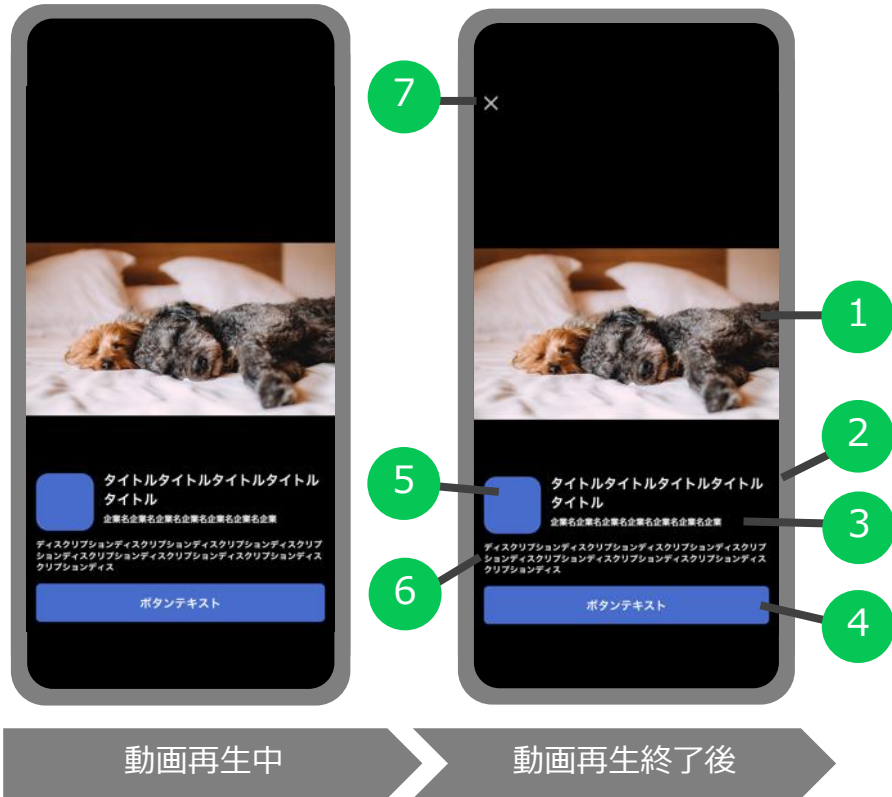 タイトルタイトルタイトルタイトル
タイトル
企業名企業名企業名企業名企業名企業名企業
ディスクリプションディスクリプションディスクリプションディスクリプ
ションディスクリプションディスクリプションディスクリプションディス
クリプションディス
ボタンテキスト
7
×
1
2
5
タイトルタイトルタイトルタイトル
タイトル
企業名企業名企業名企業名企業名企業名企業
3
ディスクリプションディスクリプションディスクリプションディスクリプ
ションディスクリプションディスクリプションディスクリプションディス
クリプションディス
6
ボタンテキスト
4
動画再生中
動画再生終了後